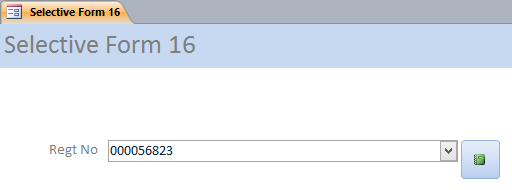 Selective Form 16
Selective Form 16
Regt No 000056823